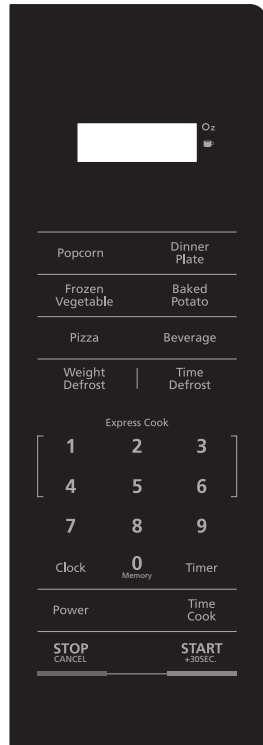 Oz
Popcorn
Dinner
Plate
Frozen
Vegetable
Baked
Potato
Pizza
Beverage
Weight
Defrost
Time
Defrost
Express Cook
1 2 3
4 5 6
7 8 9
Clock
0
Memory
Timer
Power
Time
Cook
STOP
CANCEL
START
+30SEC.